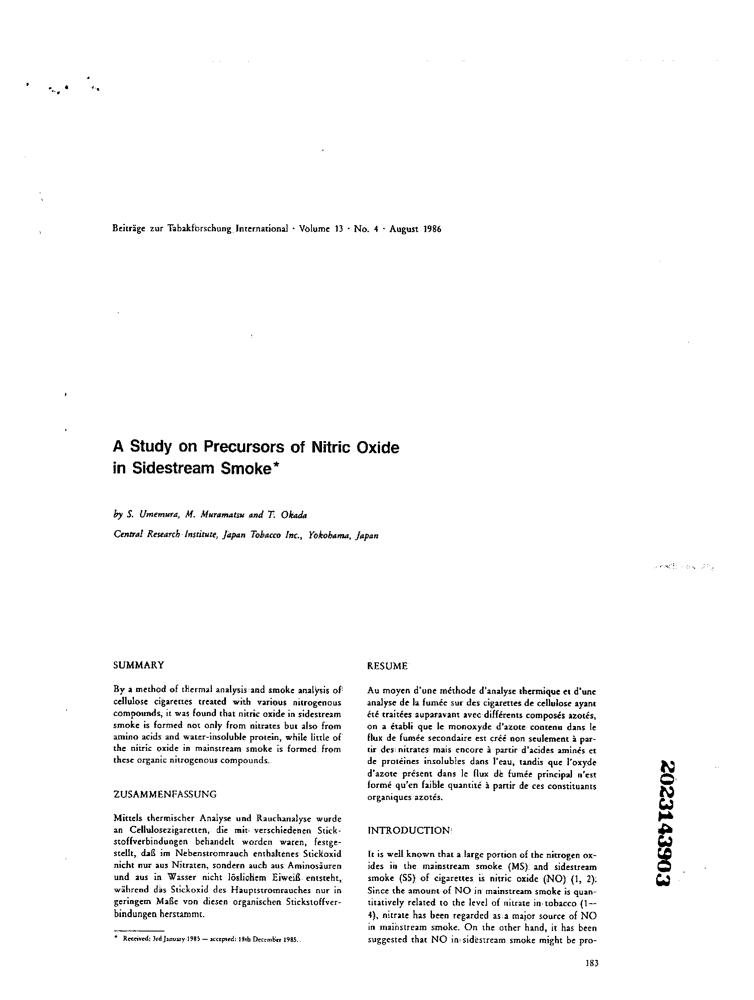 Beiträge zur Tabakforschung International · Volume 13 · No. 4 · August 1986
A Study on Precursors of Nitric Oxide
in Sidestream Smoke*
by S. Umemura, M. Muramatsu and T. Okada
Central Research Institute, Japan Tobacco Inc., Yokohama, Japan
SUMMARY
By a method of thermal analysis and smoke analysis of
cellulose cigarettes treated with various nitrogenous
compounds, it was found that nitric oxide in sidestream
smoke is formed not only from nitrates but also from
amino acids and water-insoluble protein, while little of
the nitric oxide in mainstream smoke is formed from
these organic nitrogenous compounds.
ZUSAMMENFASSUNG
Mittels thermischer Analyse und Rauchanalyse wurde
an Cellulosezigaretten, die mit verschiedenen Stick-
stoffverbindungen behandelt worden waren, festge-
stellt, daß im Nebenstromrauch enthaltenes Stickoxid
nicht nur aus Nitraten, sondern auch aus Aminosäuren
und aus in Wasser nicht löslichem Eiweiß entsteht,
während das Stickoxid des Hauptstromrauches nur in
geringem Maße von diesen organischen Stickstoffver-
bindungen herstammt.
* Received: 3rd January 1985 — accepted: 18th December 1985.
RESUME
Au moyen d'une méthode d'analyse thermique et d'une
analyse de la fumée sur des cigarettes de cellulose ayant
été traitées auparavant avec différents composés azotés,
on a établi que le monoxyde d'azote contenu dans le
flux de fumée secondaire est créé non seulement à par-
tir des nitrates mais encore à partir d'acides aminés et
de protéines insolubles dans l'eau, tandis que l'oxyde
d'azote présent dans le flux de fumée principal n'est
formé qu'en faible quantité à partir de ces constituants
organiques azotés.
INTRODUCTION
It is well known that a large portion of the nitrogen ox-
ides in the mainstream smoke (MS) and sidestream
smoke (SS) of cigarettes is nitric oxide (NO) (1, 2).
Since the amount of NO in mainstream smoke is quan-
titatively related to the level of nitrate in tobacco (1—
4), nitrate has been regarded as a major source of NO
in mainstream smoke. On the other hand, it has been
suggested that NO in sidestream smoke might be pro-
183
2023143903